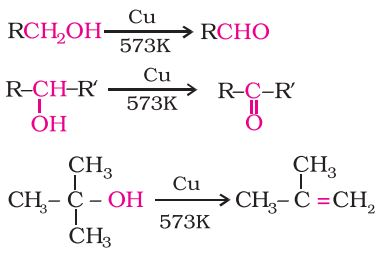 RCH₂OH Cu 573K RCHO
R–CH–R′ Cu 573K R–C–R′
OH O
CH₃ CH₃
CH₃–C–OH Cu 573K CH₃–C=CH₂
CH₃